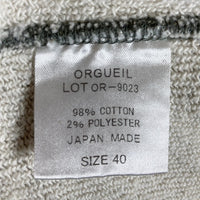 ORGUEIL
LOT OR-9023
98% COTTON
2% POLYESTER
JAPAN MADE
SIZE 40